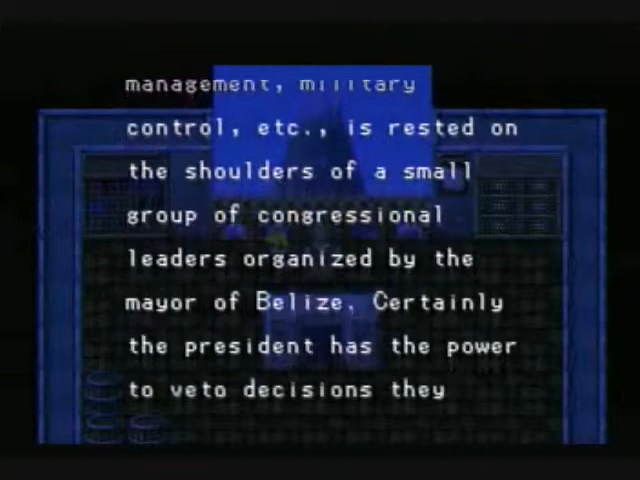 management, military
control, etc., is rested on
the shoulders of a small
group of congressional
leaders organized by the
mayor of Belize. Certainly
the president has the power
to veto decisions they